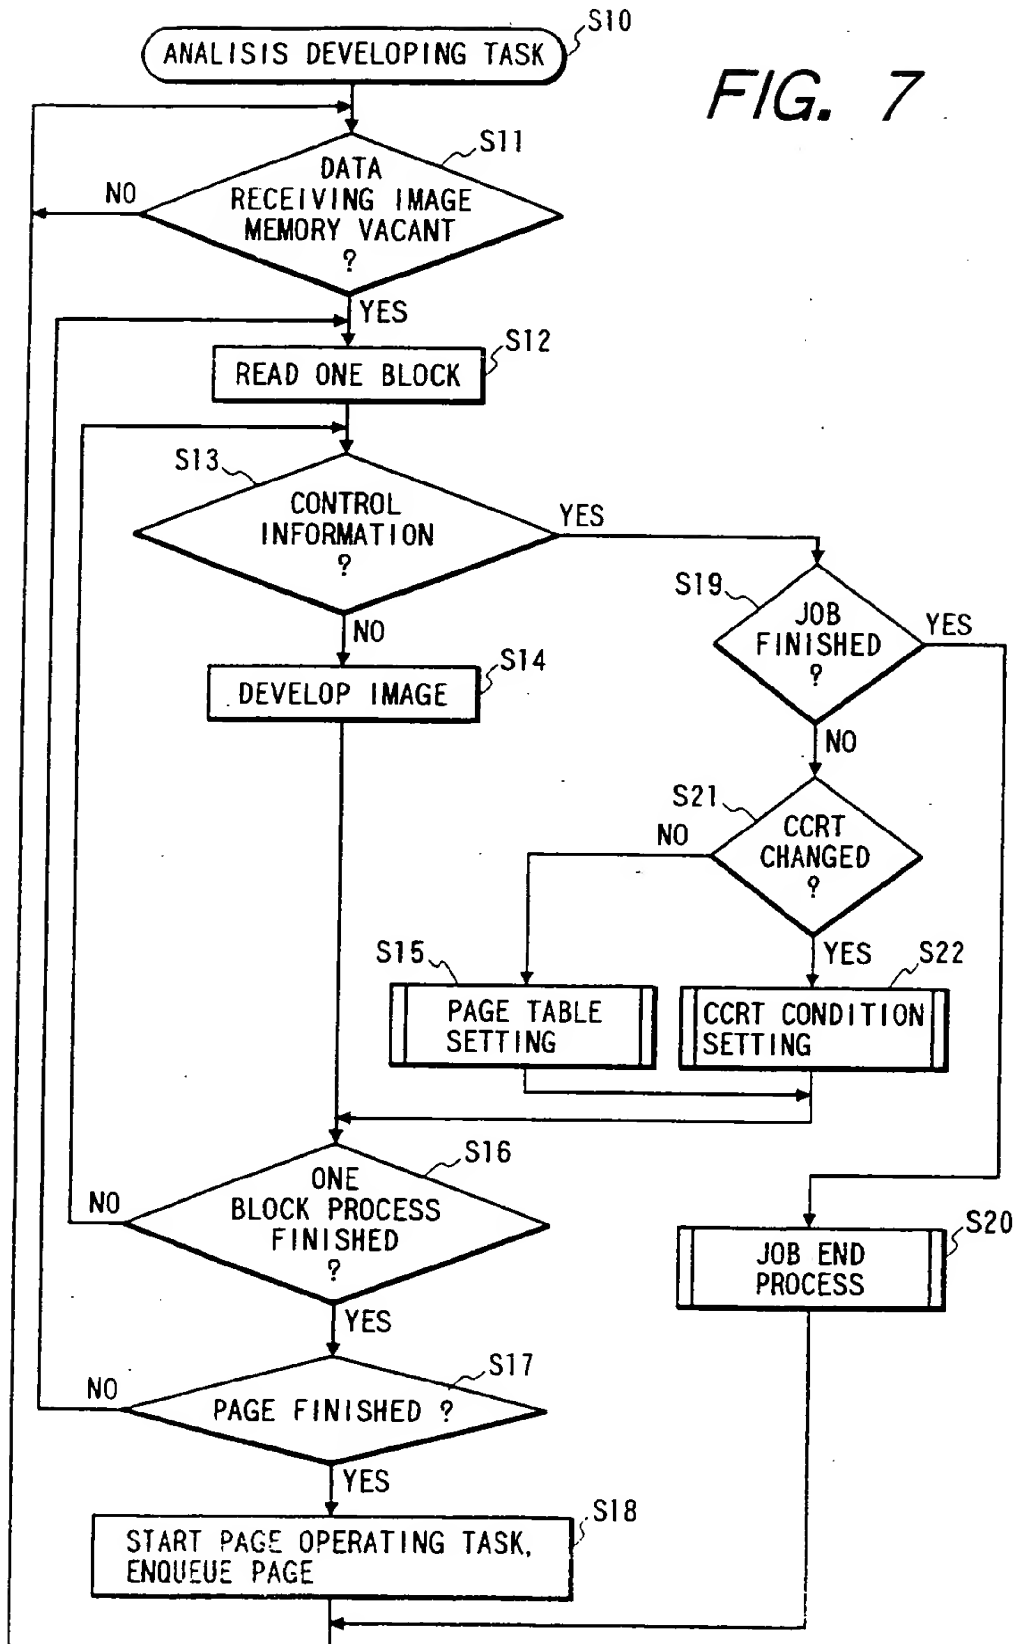 S10
ANALISIS DEVELOPING TASK
FIG. 7
S11
DATA
RECEIVING IMAGE
MEMORY VACANT
?
NO
YES
S12
READ ONE BLOCK
S13
CONTROL
INFORMATION
?
YES
NO
S19
JOB
FINISHED
?
YES
NO
S14
DEVELOP IMAGE
S21
CCRT
CHANGED
?
NO
YES
S15
PAGE TABLE
SETTING
S22
CCRT CONDITION
SETTING
S16
ONE
BLOCK PROCESS
FINISHED
?
NO
YES
S20
JOB END
PROCESS
S17
PAGE FINISHED ?
NO
YES
S18
START PAGE OPERATING TASK,
ENQUEUE PAGE